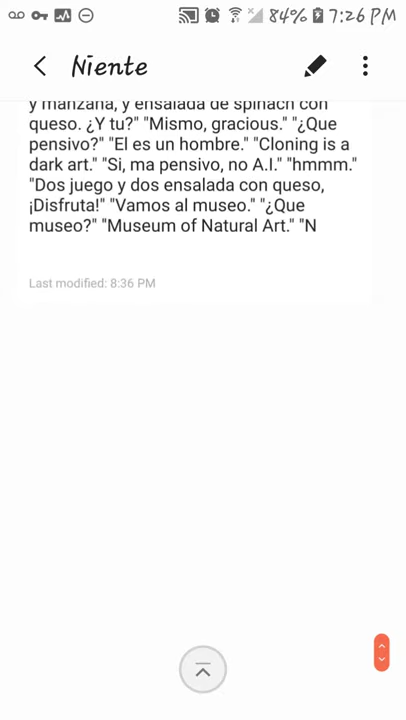 84% 7:26 PM
Niente
y manzana, y ensalada de spinach con
queso. ¿Y tu?" "Mismo, gracious." "¿Que
pensivo?" "El es un hombre." "Cloning is a
dark art." "Si, ma pensivo, no A.I." "hmmm."
"Dos juego y dos ensalada con queso,
¡Disfruta!" "Vamos al museo." "¿Que
museo?" "Museum of Natural Art." "N
Last modified: 8:36 PM